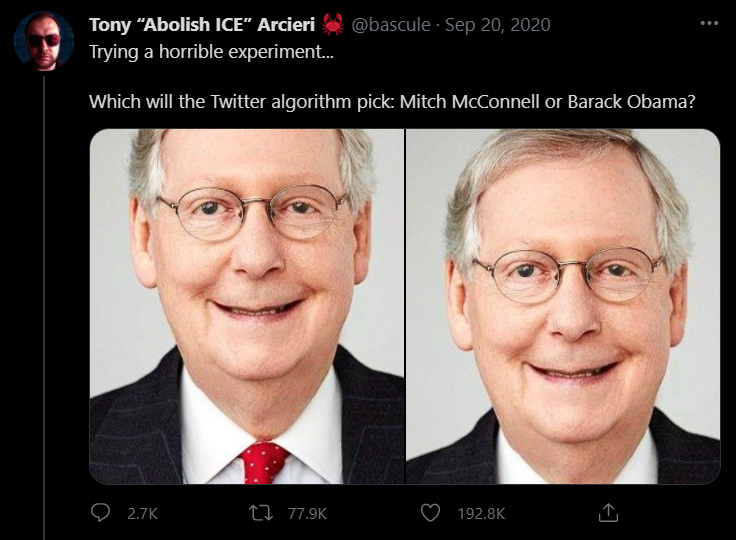 Tony “Abolish ICE” Arcieri 🦀 @bascule · Sep 20, 2020
Trying a horrible experiment...
Which will the Twitter algorithm pick: Mitch McConnell or Barack Obama?
2.7K 77.9K 192.8K